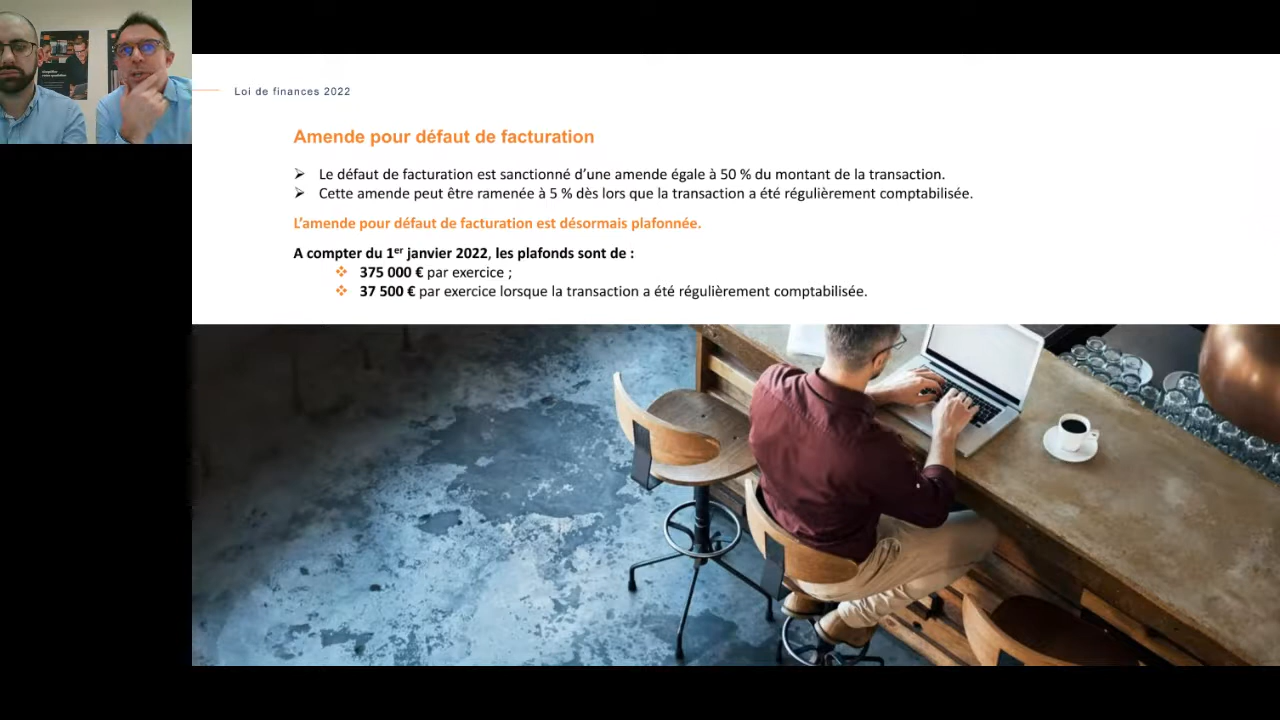 Loi de finances 2022
Amende pour défaut de facturation
➢ Le défaut de facturation est sanctionné d’une amende égale à 50 % du montant de la transaction.
➢ Cette amende peut être ramenée à 5 % dès lors que la transaction a été régulièrement comptabilisée.
L’amende pour défaut de facturation est désormais plafonnée.
A compter du 1er janvier 2022, les plafonds sont de :
❖ 375 000 € par exercice ;
❖ 37 500 € par exercice lorsque la transaction a été régulièrement comptabilisée.